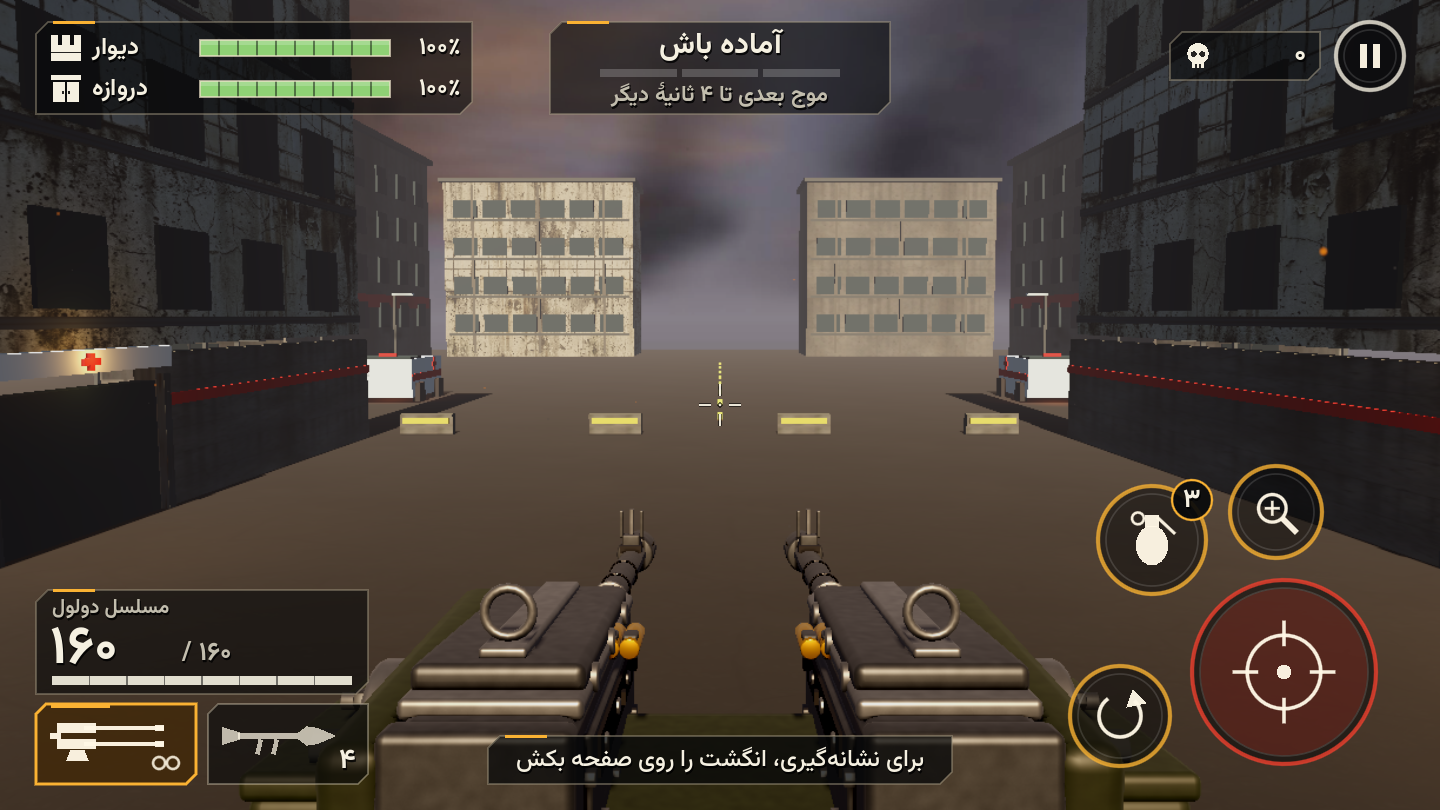 دیوار ۱۰۰٪
دروازه ۱۰۰٪
آماده باش
موج بعدی تا ۴ ثانیهٔ دیگر
۰
۳
مسلسل دولول
۱۶۰ / ۱۶۰
∞
۴
برای نشانه‌گیری، انگشت را روی صفحه بکش